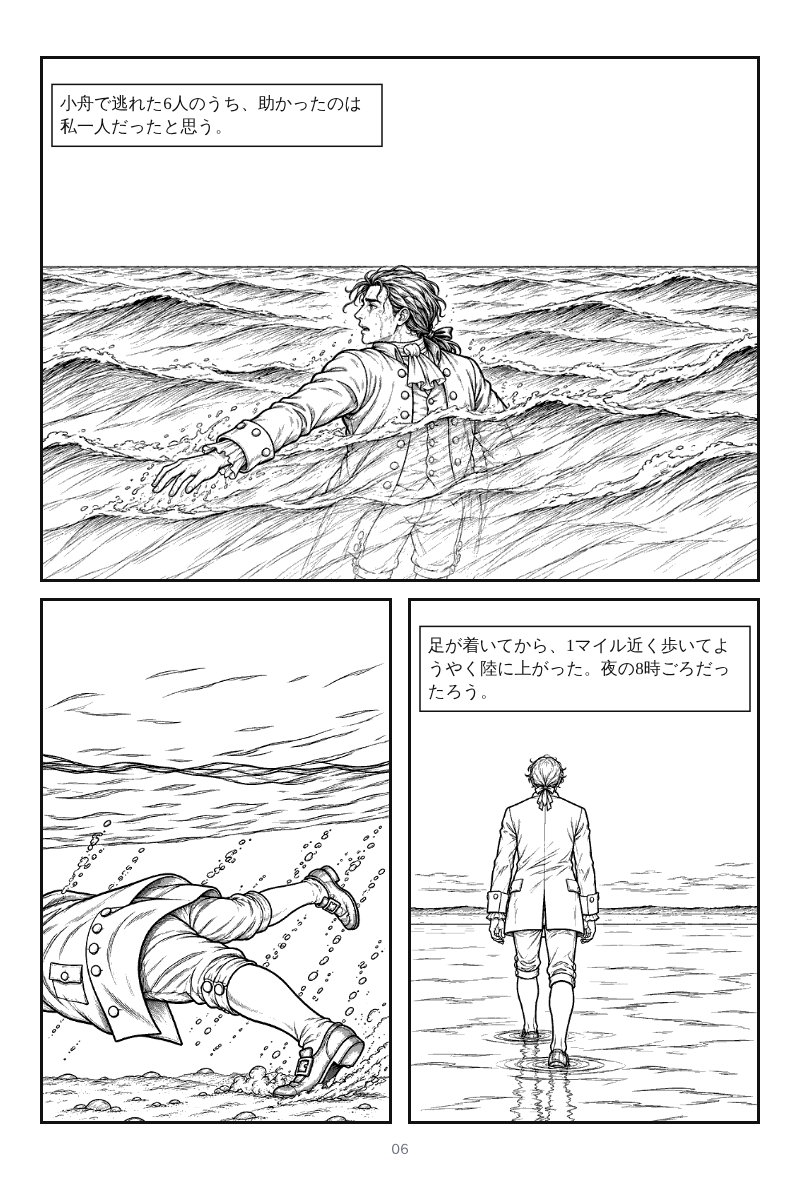 小舟で逃れた6人のうち、助かったのは
私一人だったと思う。
足が着いてから、1マイル近く歩いてよ
うやく陸に上がった。夜の8時ごろだっ
たろう。
06